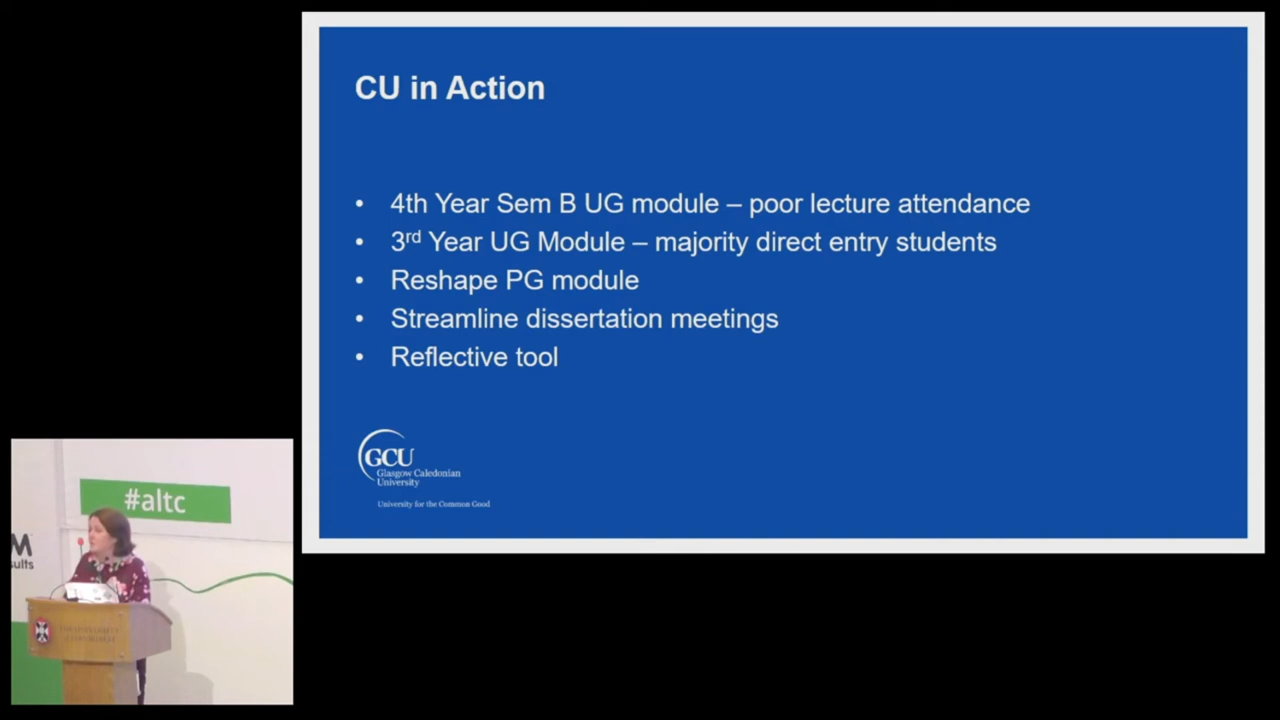 CU in Action
• 4th Year Sem B UG module – poor lecture attendance
• 3rd Year UG Module – majority direct entry students
• Reshape PG module
• Streamline dissertation meetings
• Reflective tool
GCU
Glasgow Caledonian
University
University for the Common Good
#altc